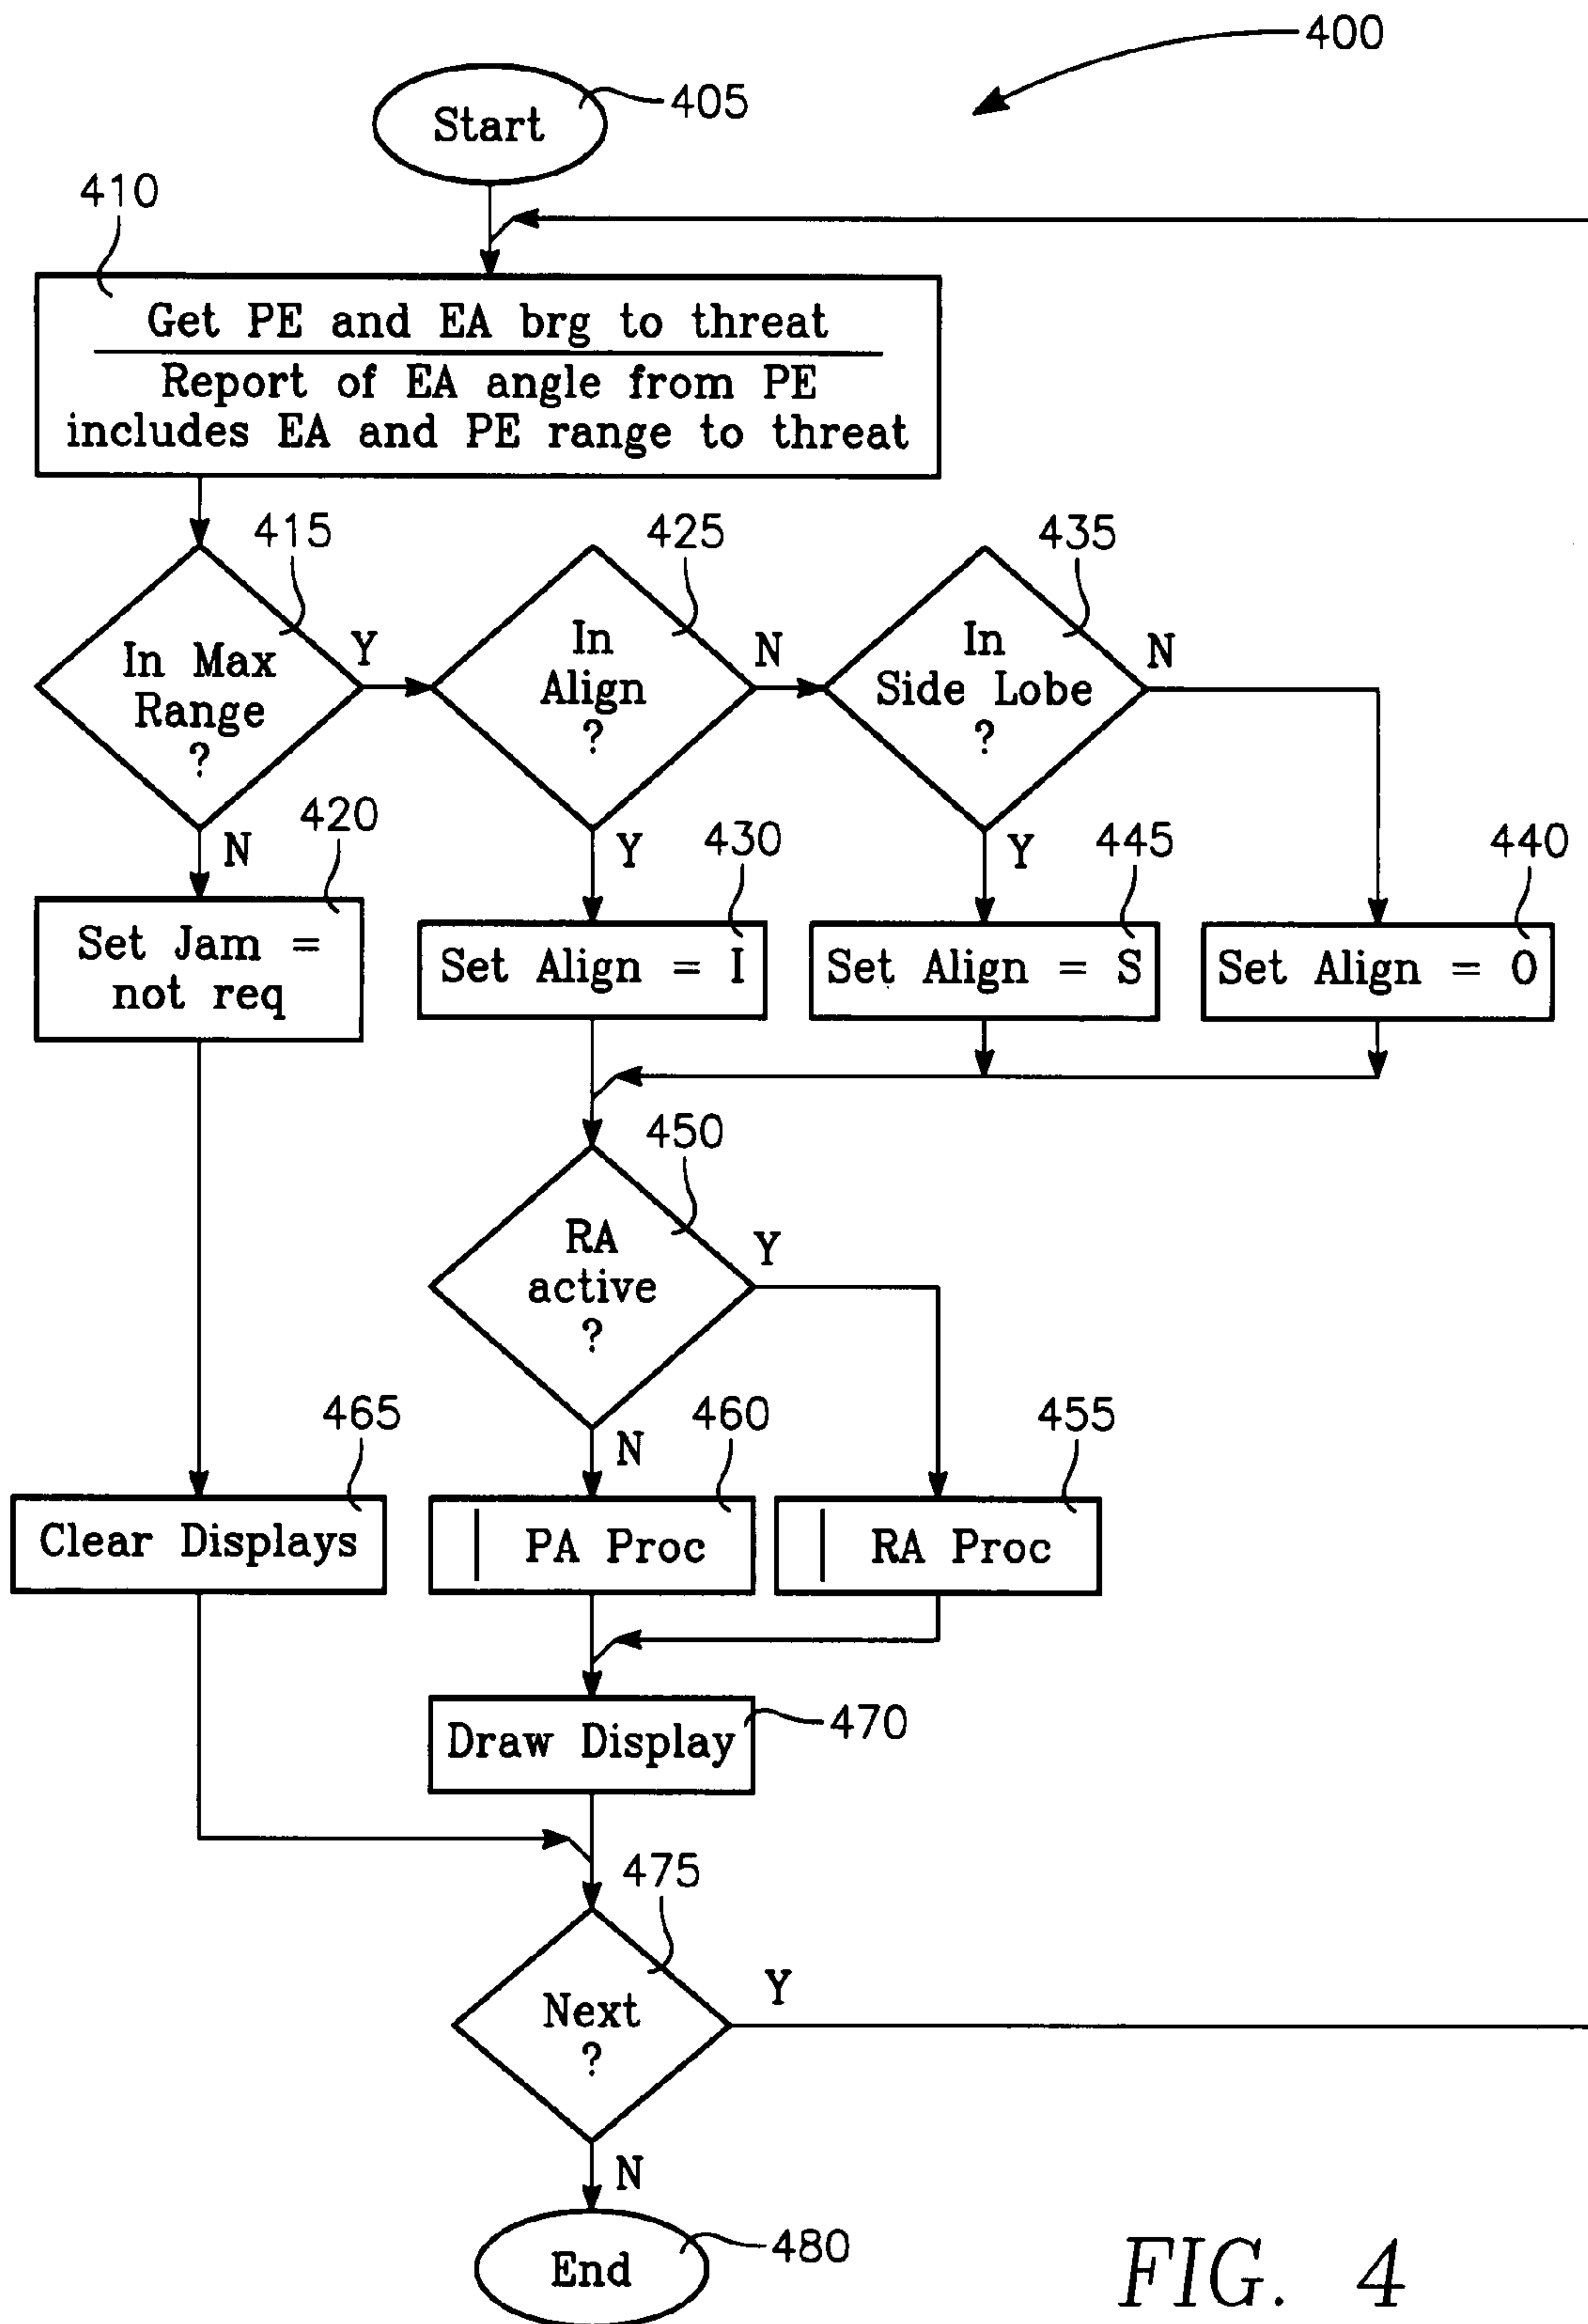 400
Start
405
410
Get PE and EA brg to threat
Report of EA angle from PE
includes EA and PE range to threat
415
425
435
In Max
Range
?
Y
In
Align
?
N
In
Side Lobe
?
N
N
420
Y
430
Y
445
440
Set Jam =
not req
Set Align = I
Set Align = S
Set Align = O
450
RA
active
?
Y
N
465
460
455
Clear Displays
PA Proc
RA Proc
Draw Display
470
475
Next
?
Y
N
End
480
FIG. 4